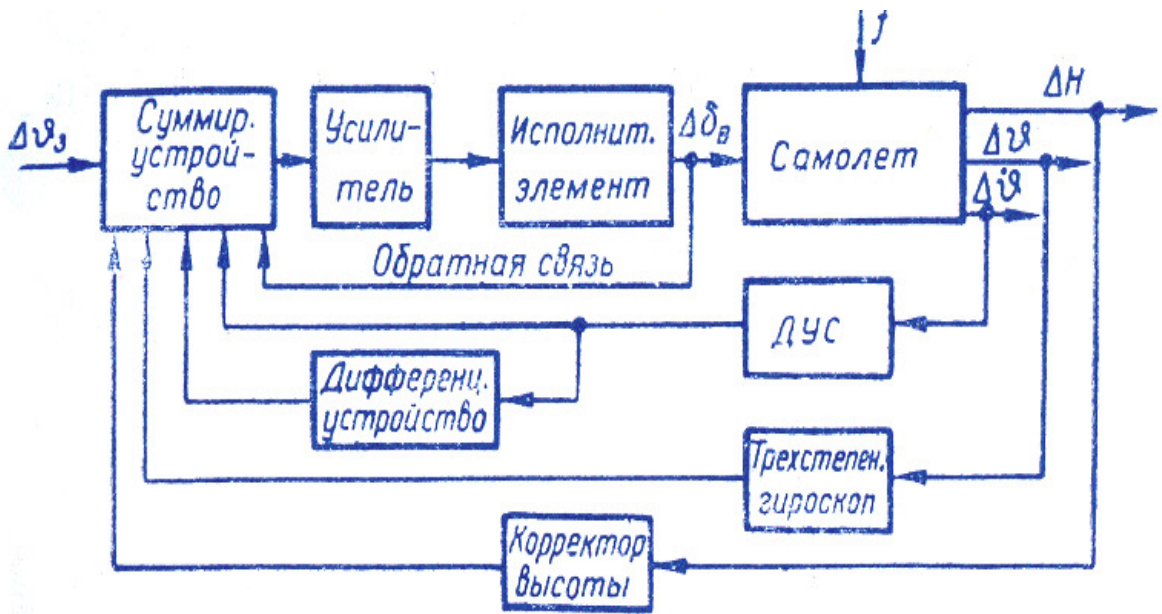 f
ΔH
Суммир.
устрой-
ство
Усили-
тель
Исполнит.
элемент
Самолет
Δϑз
Δδв
Δϑ
Δϑ̇
Обратная связь
ДУС
Дифференц.
устройство
Трехстепен.
гироскоп
Корректор
высоты